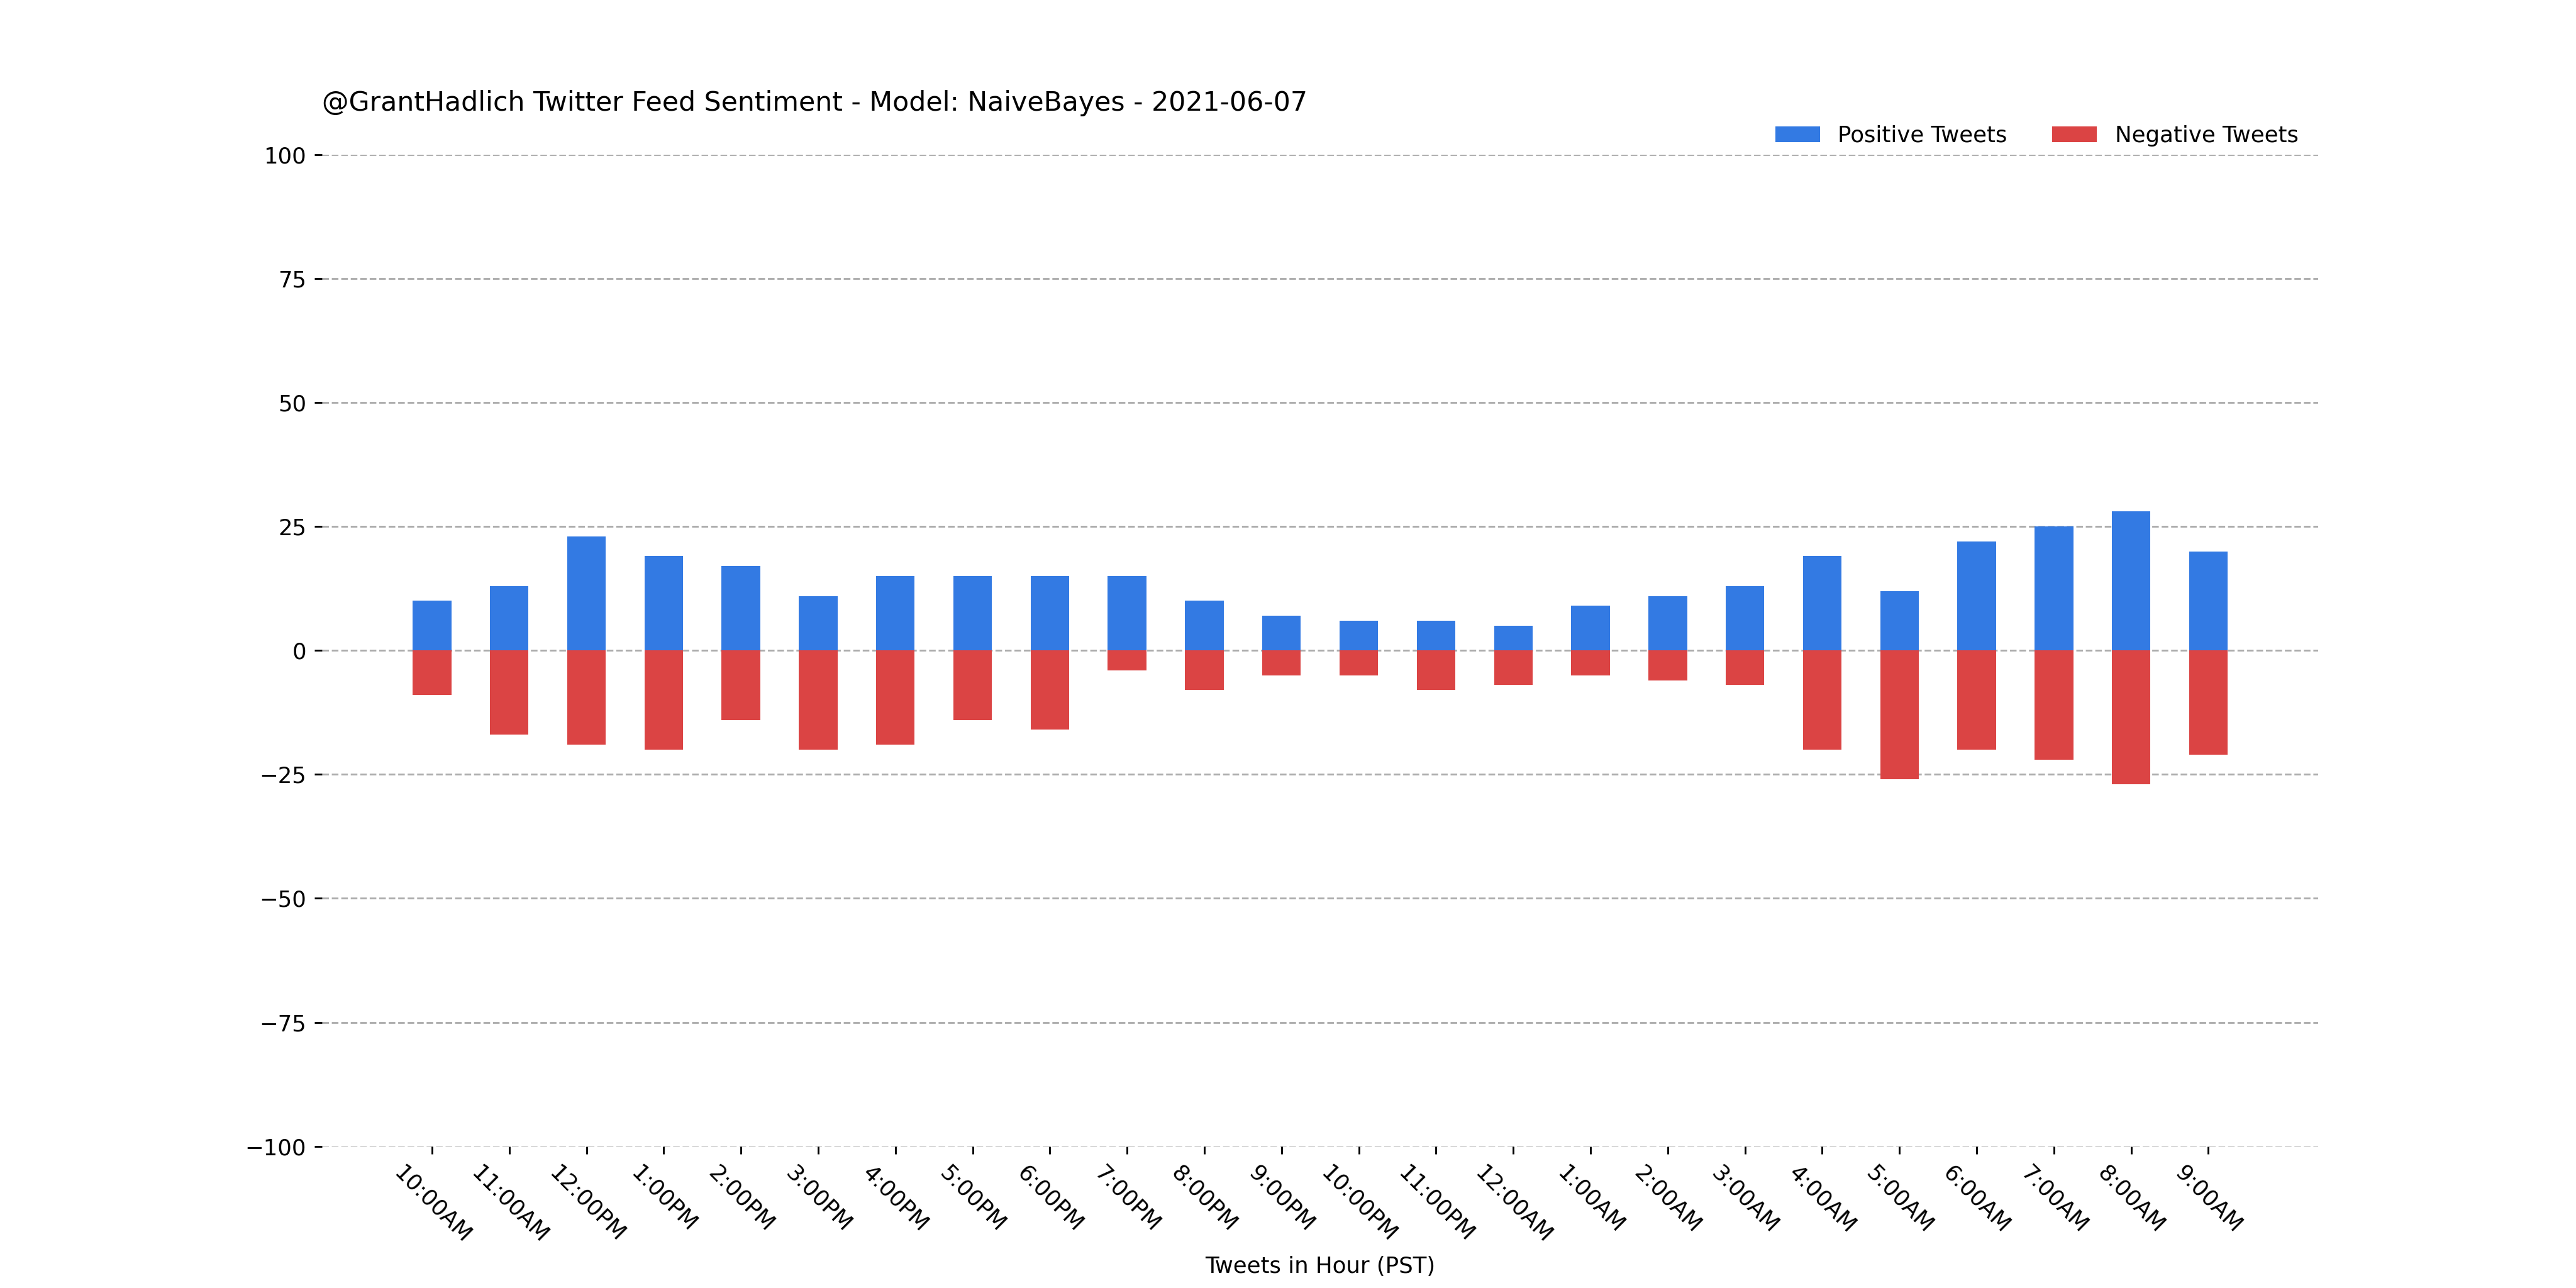 @GrantHadlich Twitter Feed Sentiment - Model: NaiveBayes - 2021-06-07
Positive Tweets
Negative Tweets
100
75
50
25
0
−25
−50
−75
−100
10:00AM
11:00AM
12:00PM
1:00PM
2:00PM
3:00PM
4:00PM
5:00PM
6:00PM
7:00PM
8:00PM
9:00PM
10:00PM
11:00PM
12:00AM
1:00AM
2:00AM
3:00AM
4:00AM
5:00AM
6:00AM
7:00AM
8:00AM
9:00AM
Tweets in Hour (PST)